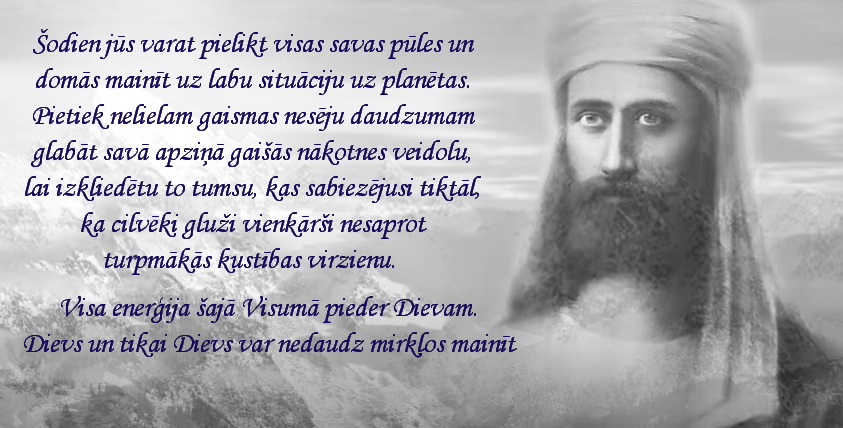 Šodien jūs varat pielikt visas savas pūles un
domās mainīt uz labu situāciju uz planētas.
Pietiek nelielam gaismas nesēju daudzumam
glabāt savā apziņā gaišās nākotnes veidolu,
lai izkliedētu to tumsu, kas sabiezējusi tiktāl,
ka cilvēki gluži vienkārši nesaprot
turpmākās kustības virzienu.
Visa enerģija šajā Visumā pieder Dievam.
Dievs un tikai Dievs var nedaudz mirkļos mainīt